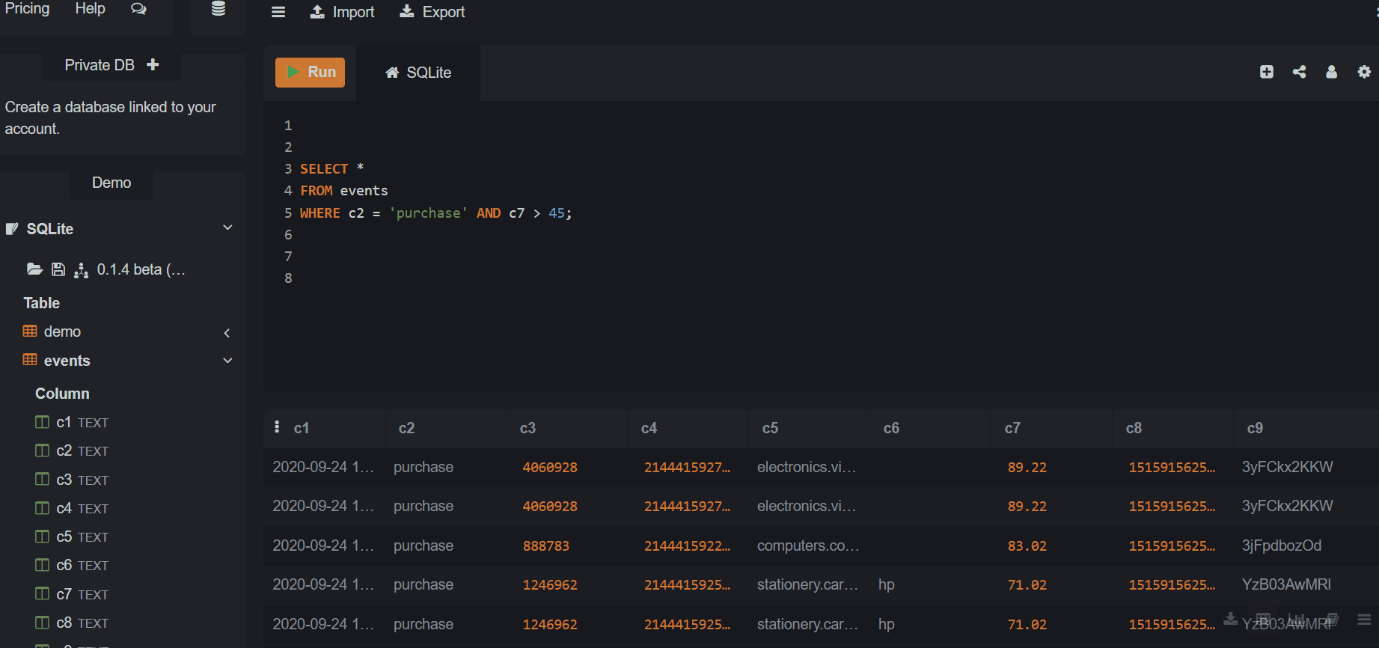 Pricing Help
Import Export
Private DB
Create a database linked to your
account.
Demo
SQLite
0.1.4 beta (…
Table
demo
events
Column
c1 TEXT
c2 TEXT
c3 TEXT
c4 TEXT
c5 TEXT
c6 TEXT
c7 TEXT
c8 TEXT
Run SQLite
1
2
3 SELECT *
4 FROM events
5 WHERE c2 = 'purchase' AND c7 > 45;
6
7
8
c1 c2 c3 c4 c5 c6 c7 c8 c9
2020-09-24 1… purchase 4060928 2144415927… electronics.vi… 89.22 1515915625… 3yFCkx2KKW
2020-09-24 1… purchase 4060928 2144415927… electronics.vi… 89.22 1515915625… 3yFCkx2KKW
2020-09-24 1… purchase 888783 2144415922… computers.co… 83.02 1515915625… 3jFpdbozOd
2020-09-24 1… purchase 1246962 2144415925… stationery.car… hp 71.02 1515915625… YzB03AwMRI
2020-09-24 1… purchase 1246962 2144415925… stationery.car… hp 71.02 1515915625… YzB03AwMRI